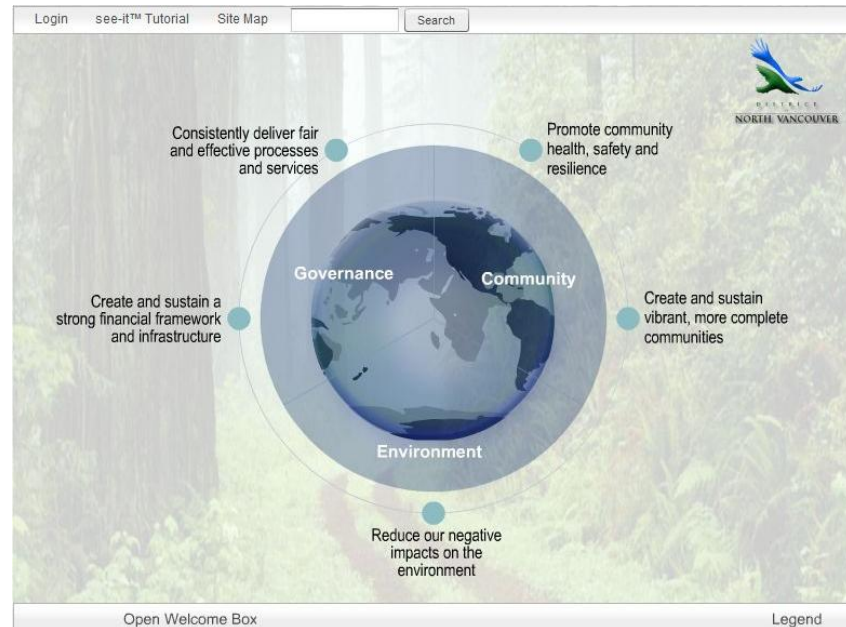 Login see-it™ Tutorial Site Map Search
DISTRICT
NORTH VANCOUVER
Consistently deliver fair
and effective processes
and services
Promote community
health, safety and
resilience
Governance
Community
Create and sustain a
strong financial framework
and infrastructure
Create and sustain
vibrant, more complete
communities
Environment
Reduce our negative
impacts on the
environment
Open Welcome Box Legend